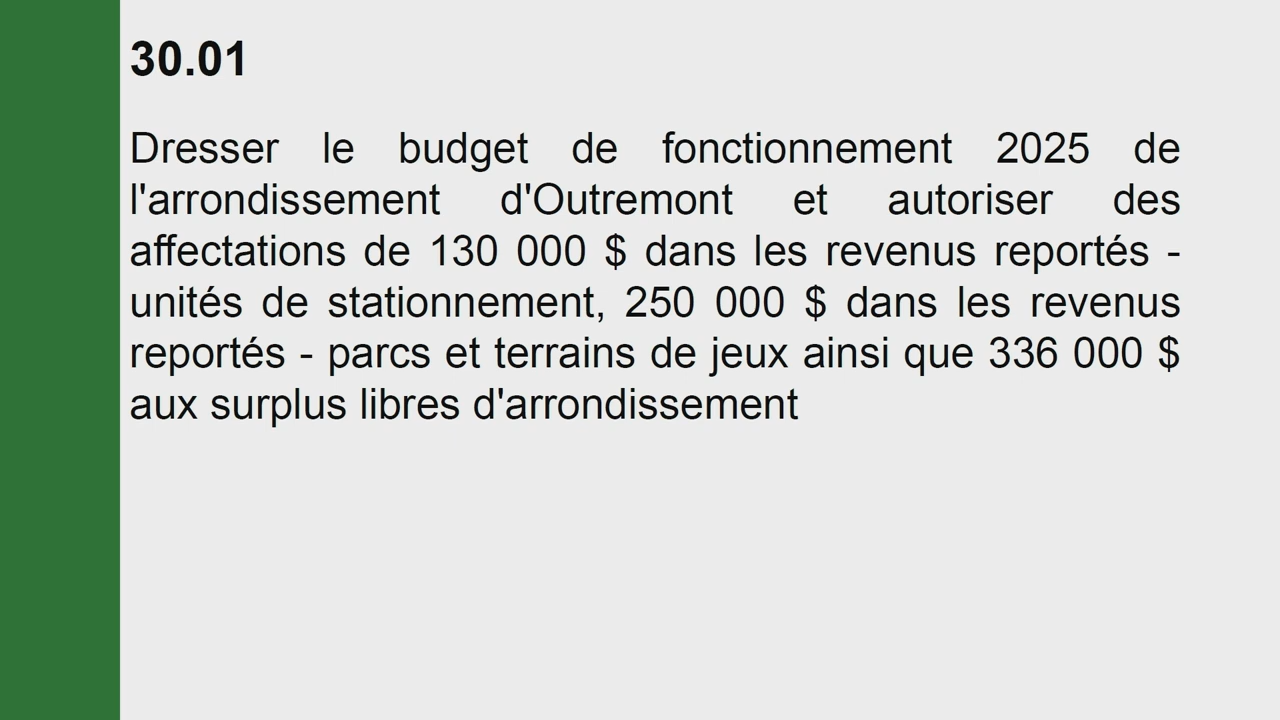 30.01
Dresser le budget de fonctionnement 2025 de
l'arrondissement d'Outremont et autoriser des
affectations de 130 000 $ dans les revenus reportés -
unités de stationnement, 250 000 $ dans les revenus
reportés - parcs et terrains de jeux ainsi que 336 000 $
aux surplus libres d'arrondissement